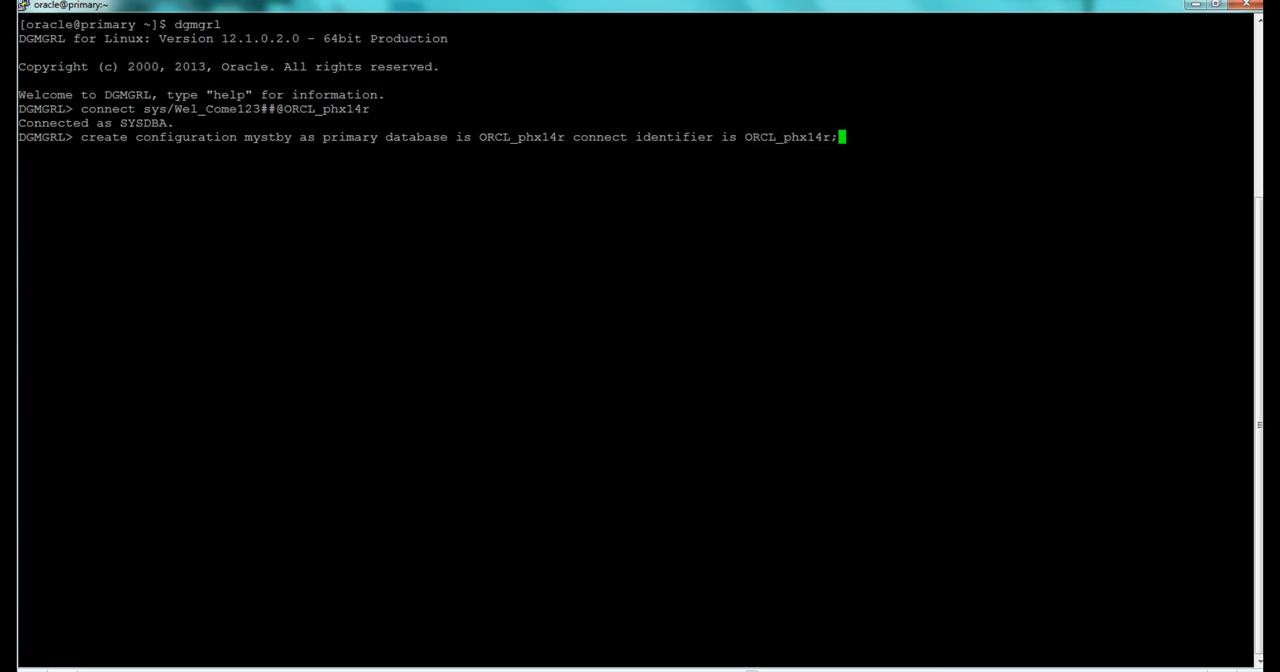 oracle@primary:~
[oracle@primary ~]$ dgmgrl
DGMGRL for Linux: Version 12.1.0.2.0 - 64bit Production
Copyright (c) 2000, 2013, Oracle. All rights reserved.
Welcome to DGMGRL, type "help" for information.
DGMGRL> connect sys/Wel_Come123##@ORCL_phx14r
Connected as SYSDBA.
DGMGRL> create configuration mystby as primary database is ORCL_phx14r connect identifier is ORCL_phx14r;